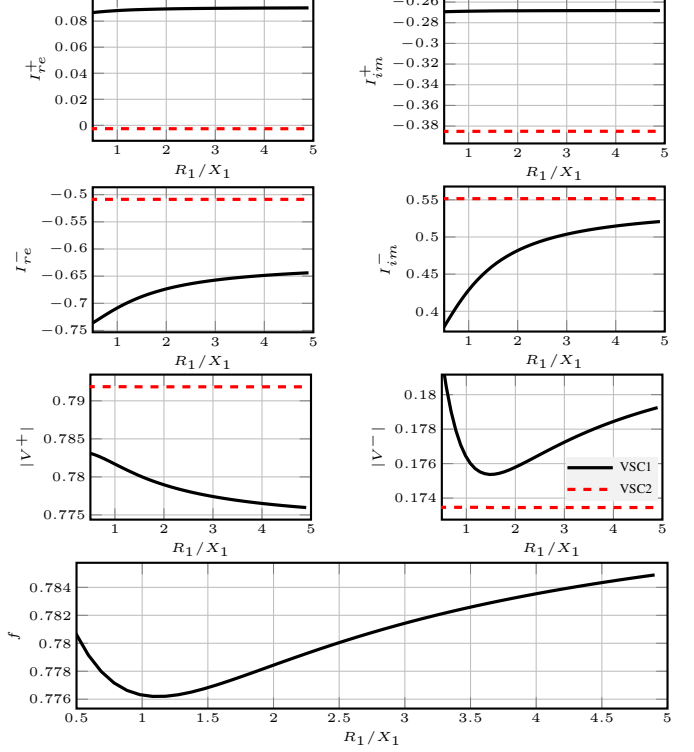 0.08
0.06
0.04
0.02
0
1 2 3 4 5
R1/X1
I+re
−0.26
−0.28
−0.3
−0.32
−0.34
−0.36
−0.38
1 2 3 4 5
R1/X1
I+im
−0.5
−0.55
−0.6
−0.65
−0.7
−0.75
1 2 3 4 5
R1/X1
I−re
0.55
0.5
0.45
0.4
1 2 3 4 5
R1/X1
I−im
0.79
0.785
0.78
0.775
1 2 3 4 5
R1/X1
|V+|
0.18
0.178
0.176
0.174
1 2 3 4 5
R1/X1
|V−|
VSC1
VSC2
0.784
0.782
0.78
0.778
0.776
0.5 1 1.5 2 2.5 3 3.5 4 4.5 5
R1/X1
f